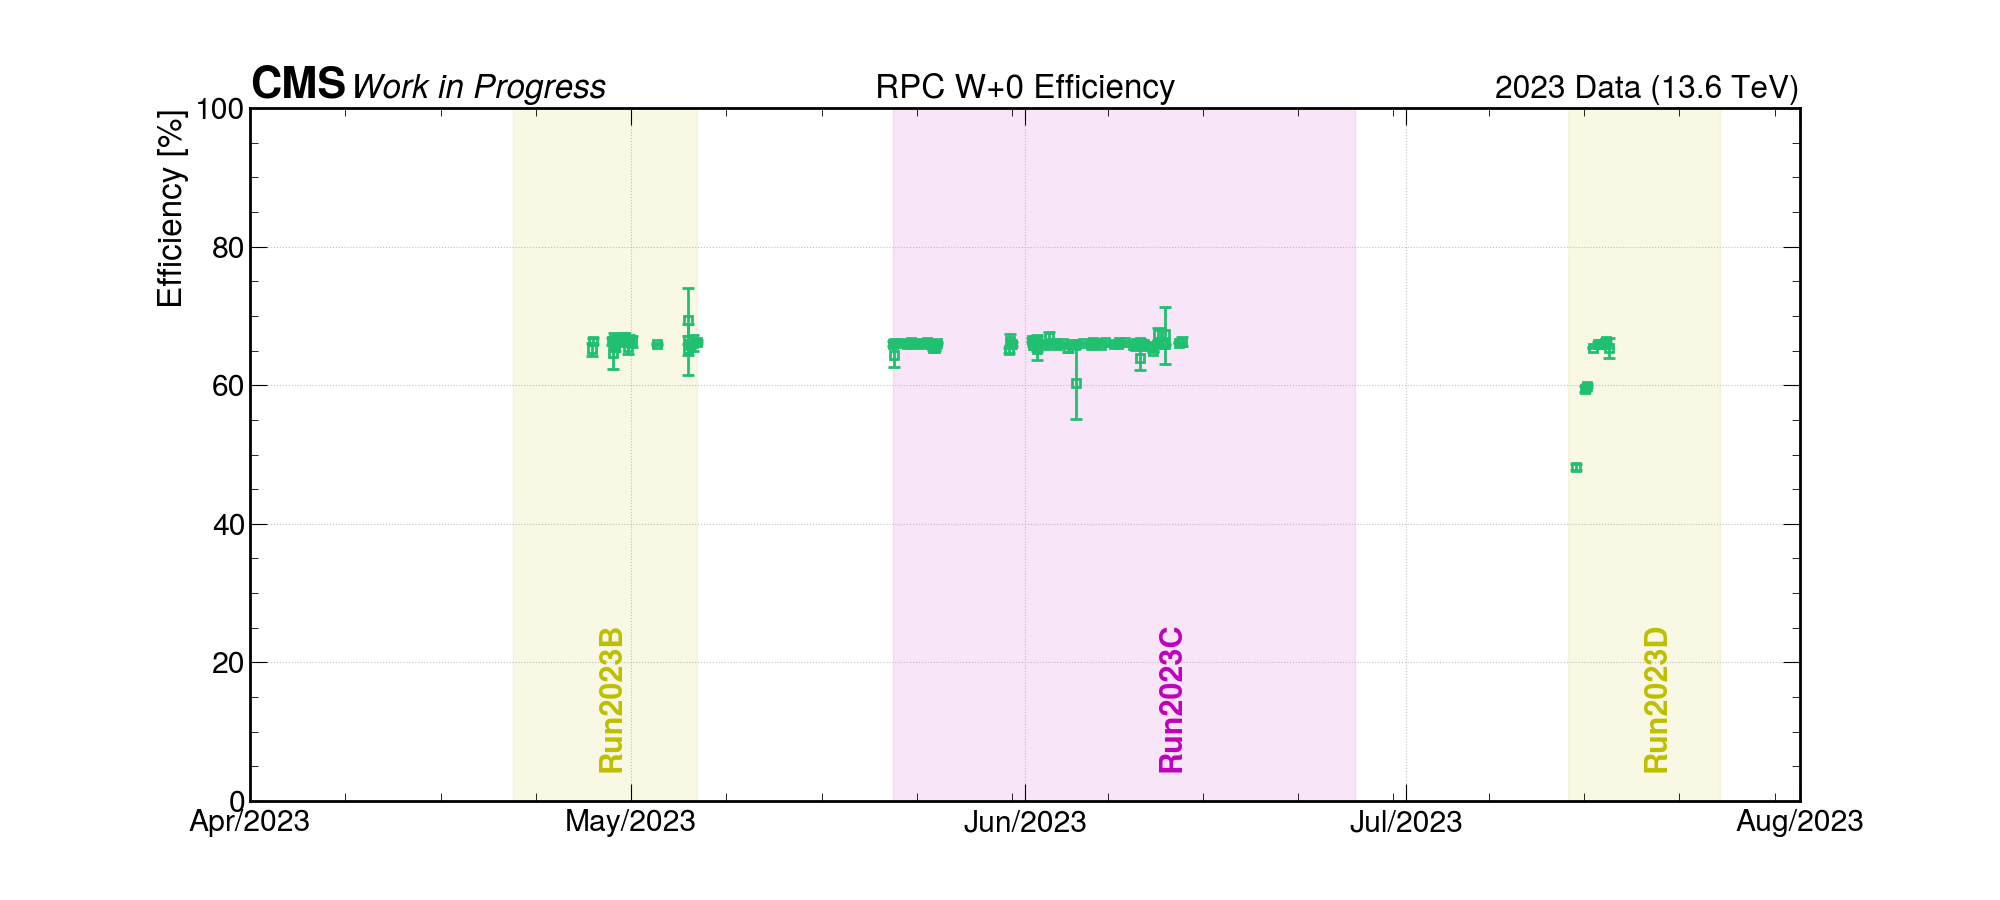 CMS Work in Progress RPC W+0 Efficiency 2023 Data (13.6 TeV)
Efficiency [%]
100
80
60
40
20
0
Run2023B
Run2023C
Run2023D
Apr/2023 May/2023 Jun/2023 Jul/2023 Aug/2023